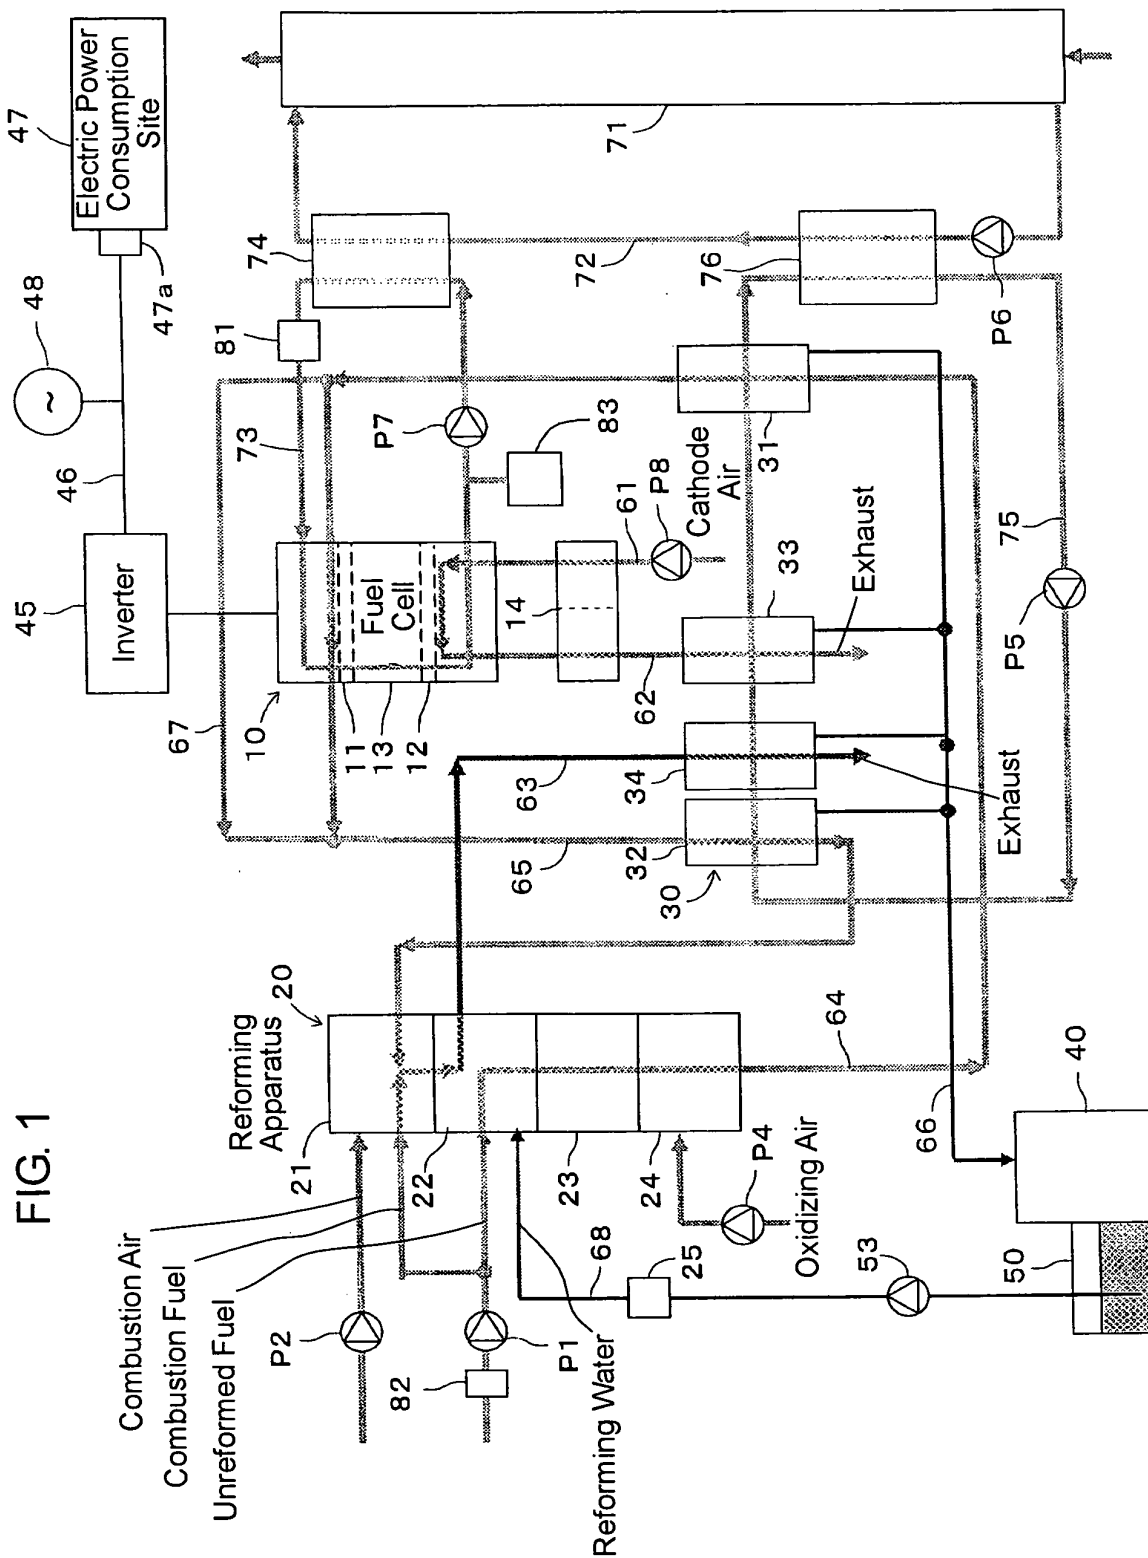 FIG. 1
Combustion Air
Combustion Fuel
Unreformed Fuel
Reforming
Apparatus
20
21
22
23
24
P2
P1
82
Reforming Water
68
25
53
50
40
P4
Oxidizing Air
64
66
45
Inverter
46
48
~
47
Electric Power
Consumption
Site
47a
67
10
11
13
12
Fuel
Cell
73
81
74
P7
83
72
71
76
P6
14
61
P8
Cathode
Air
62
63
65
30
32
34
33
31
Exhaust
Exhaust
75
P5